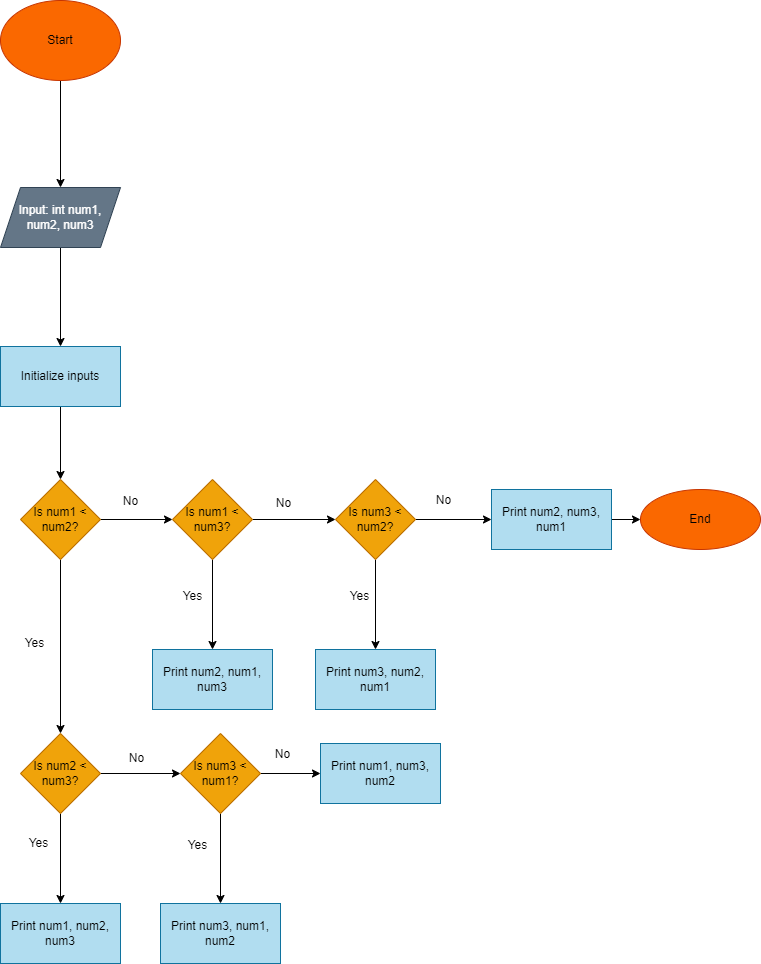 Start
Input: int num1,
num2, num3
Initialize inputs
Is num1 <
num2?
No
Is num1 <
num3?
No
Is num3 <
num2?
No
Print num2, num3,
num1
End
Yes
Yes
Yes
Print num2, num1,
num3
Print num3, num2,
num1
Is num2 <
num3?
No
Is num3 <
num1?
No
Print num1, num3,
num2
Yes
Yes
Print num1, num2,
num3
Print num3, num1,
num2